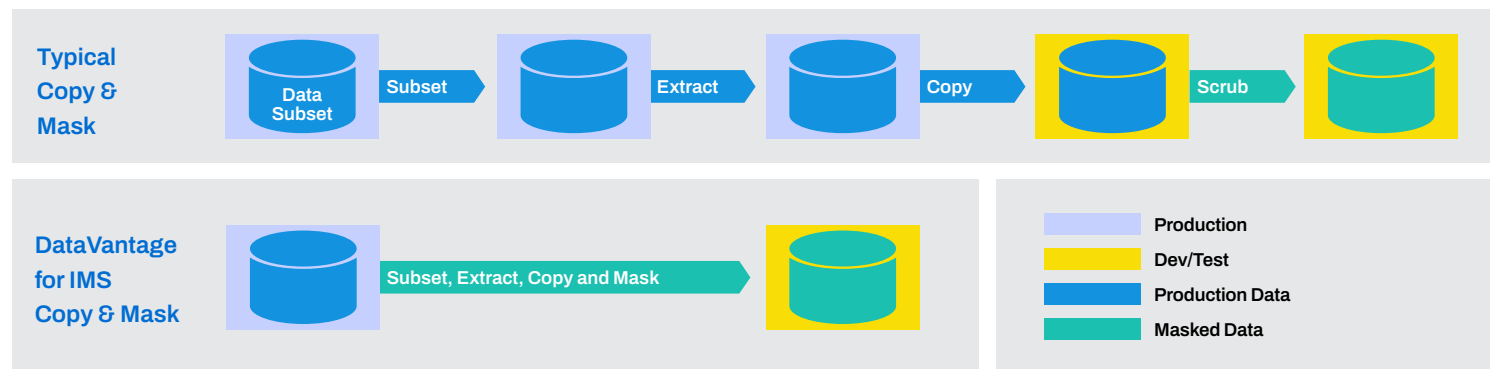 Typical
Copy &
Mask
Data
Subset
Subset
Extract
Copy
Scrub
DataVantage
for IMS
Copy & Mask
Subset, Extract, Copy and Mask
Production
Dev/Test
Production Data
Masked Data